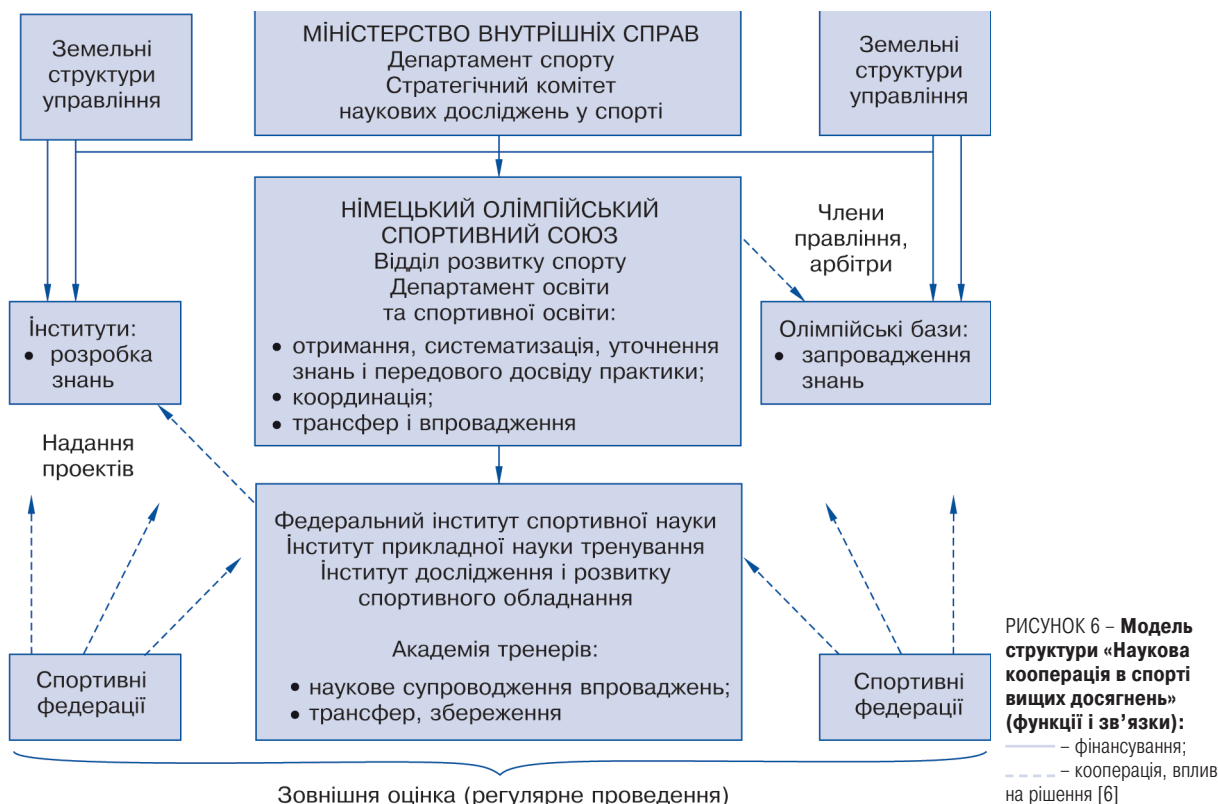 Земельні
структури
управління
МІНІСТЕРСТВО ВНУТРІШНІХ СПРАВ
Департамент спорту
Стратегічний комітет
наукових досліджень у спорті
Земельні
структури
управління
НІМЕЦЬКИЙ ОЛІМПІЙСЬКИЙ
СПОРТИВНИЙ СОЮЗ
Відділ розвитку спорту
Департамент освіти
та спортивної освіти:
• отримання, систематизація, уточнення
знань і передового досвіду практики;
• координація;
• трансфер і впровадження
Члени
правління,
арбітри
Інститути:
• розробка
знань
Олімпійські бази:
• запровадження
знань
Надання
проектів
Федеральний інститут спортивної науки
Інститут прикладної науки тренування
Інститут дослідження і розвитку
спортивного обладнання
Академія тренерів:
• наукове супроводження впроваджень;
• трансфер, збереження
Спортивні
федерації
Спортивні
федерації
Зовнішня оцінка (регулярне проведення)
РИСУНОК 6 – Модель
структури «Наукова
кооперація в спорті
вищих досягнень»
(функції і зв’язки):
– фінансування;
– кооперація, вплив
на рішення [6]